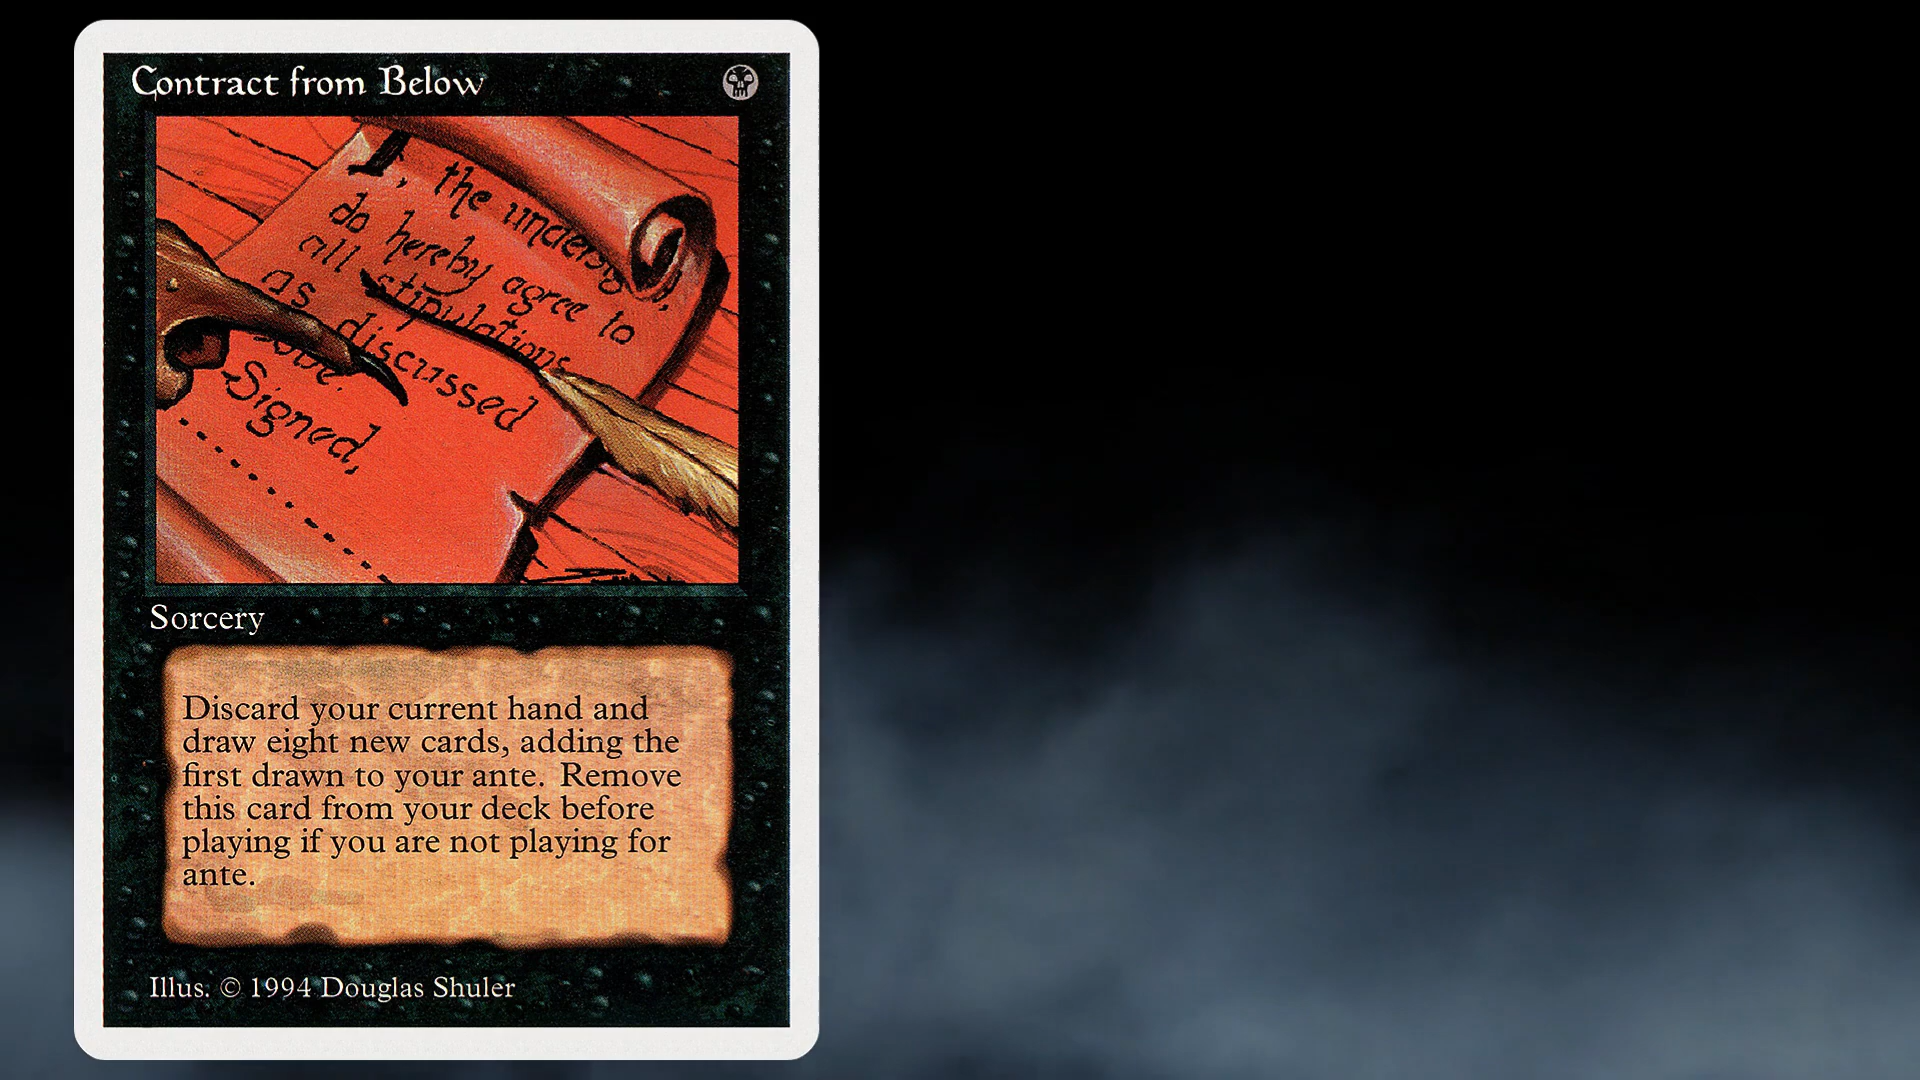 Contract from Below
I, the undersig
do hereby agree to
all stipulations
as discussed
Signed,
Sorcery
Discard your current hand and
draw eight new cards, adding the
first drawn to your ante. Remove
this card from your deck before
playing if you are not playing for
ante.
Illus. © 1994 Douglas Shuler